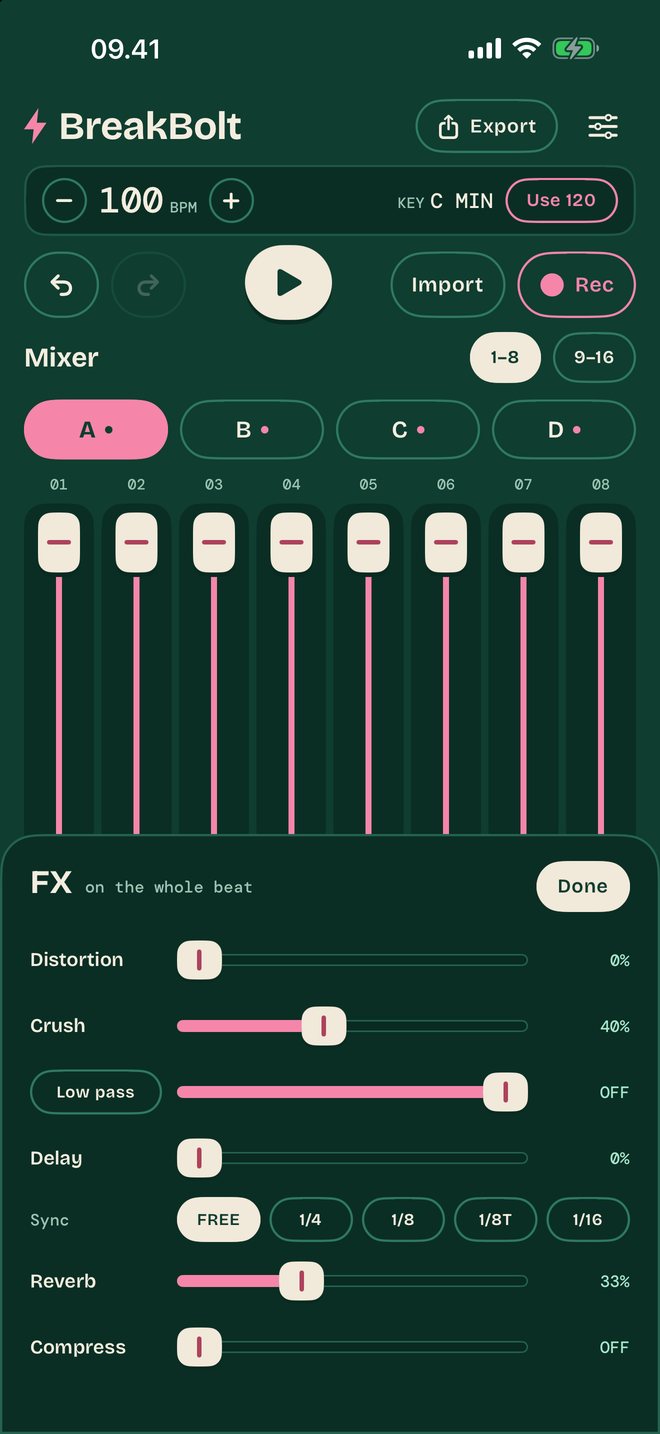 09.41
BreakBolt Export
100 BPM KEY C MIN Use 120
Import Rec
Mixer 1–8 9–16
A B C D
01 02 03 04 05 06 07 08
FX on the whole beat Done
Distortion 0%
Crush 40%
Low pass OFF
Delay 0%
Sync FREE 1/4 1/8 1/8T 1/16
Reverb 33%
Compress OFF